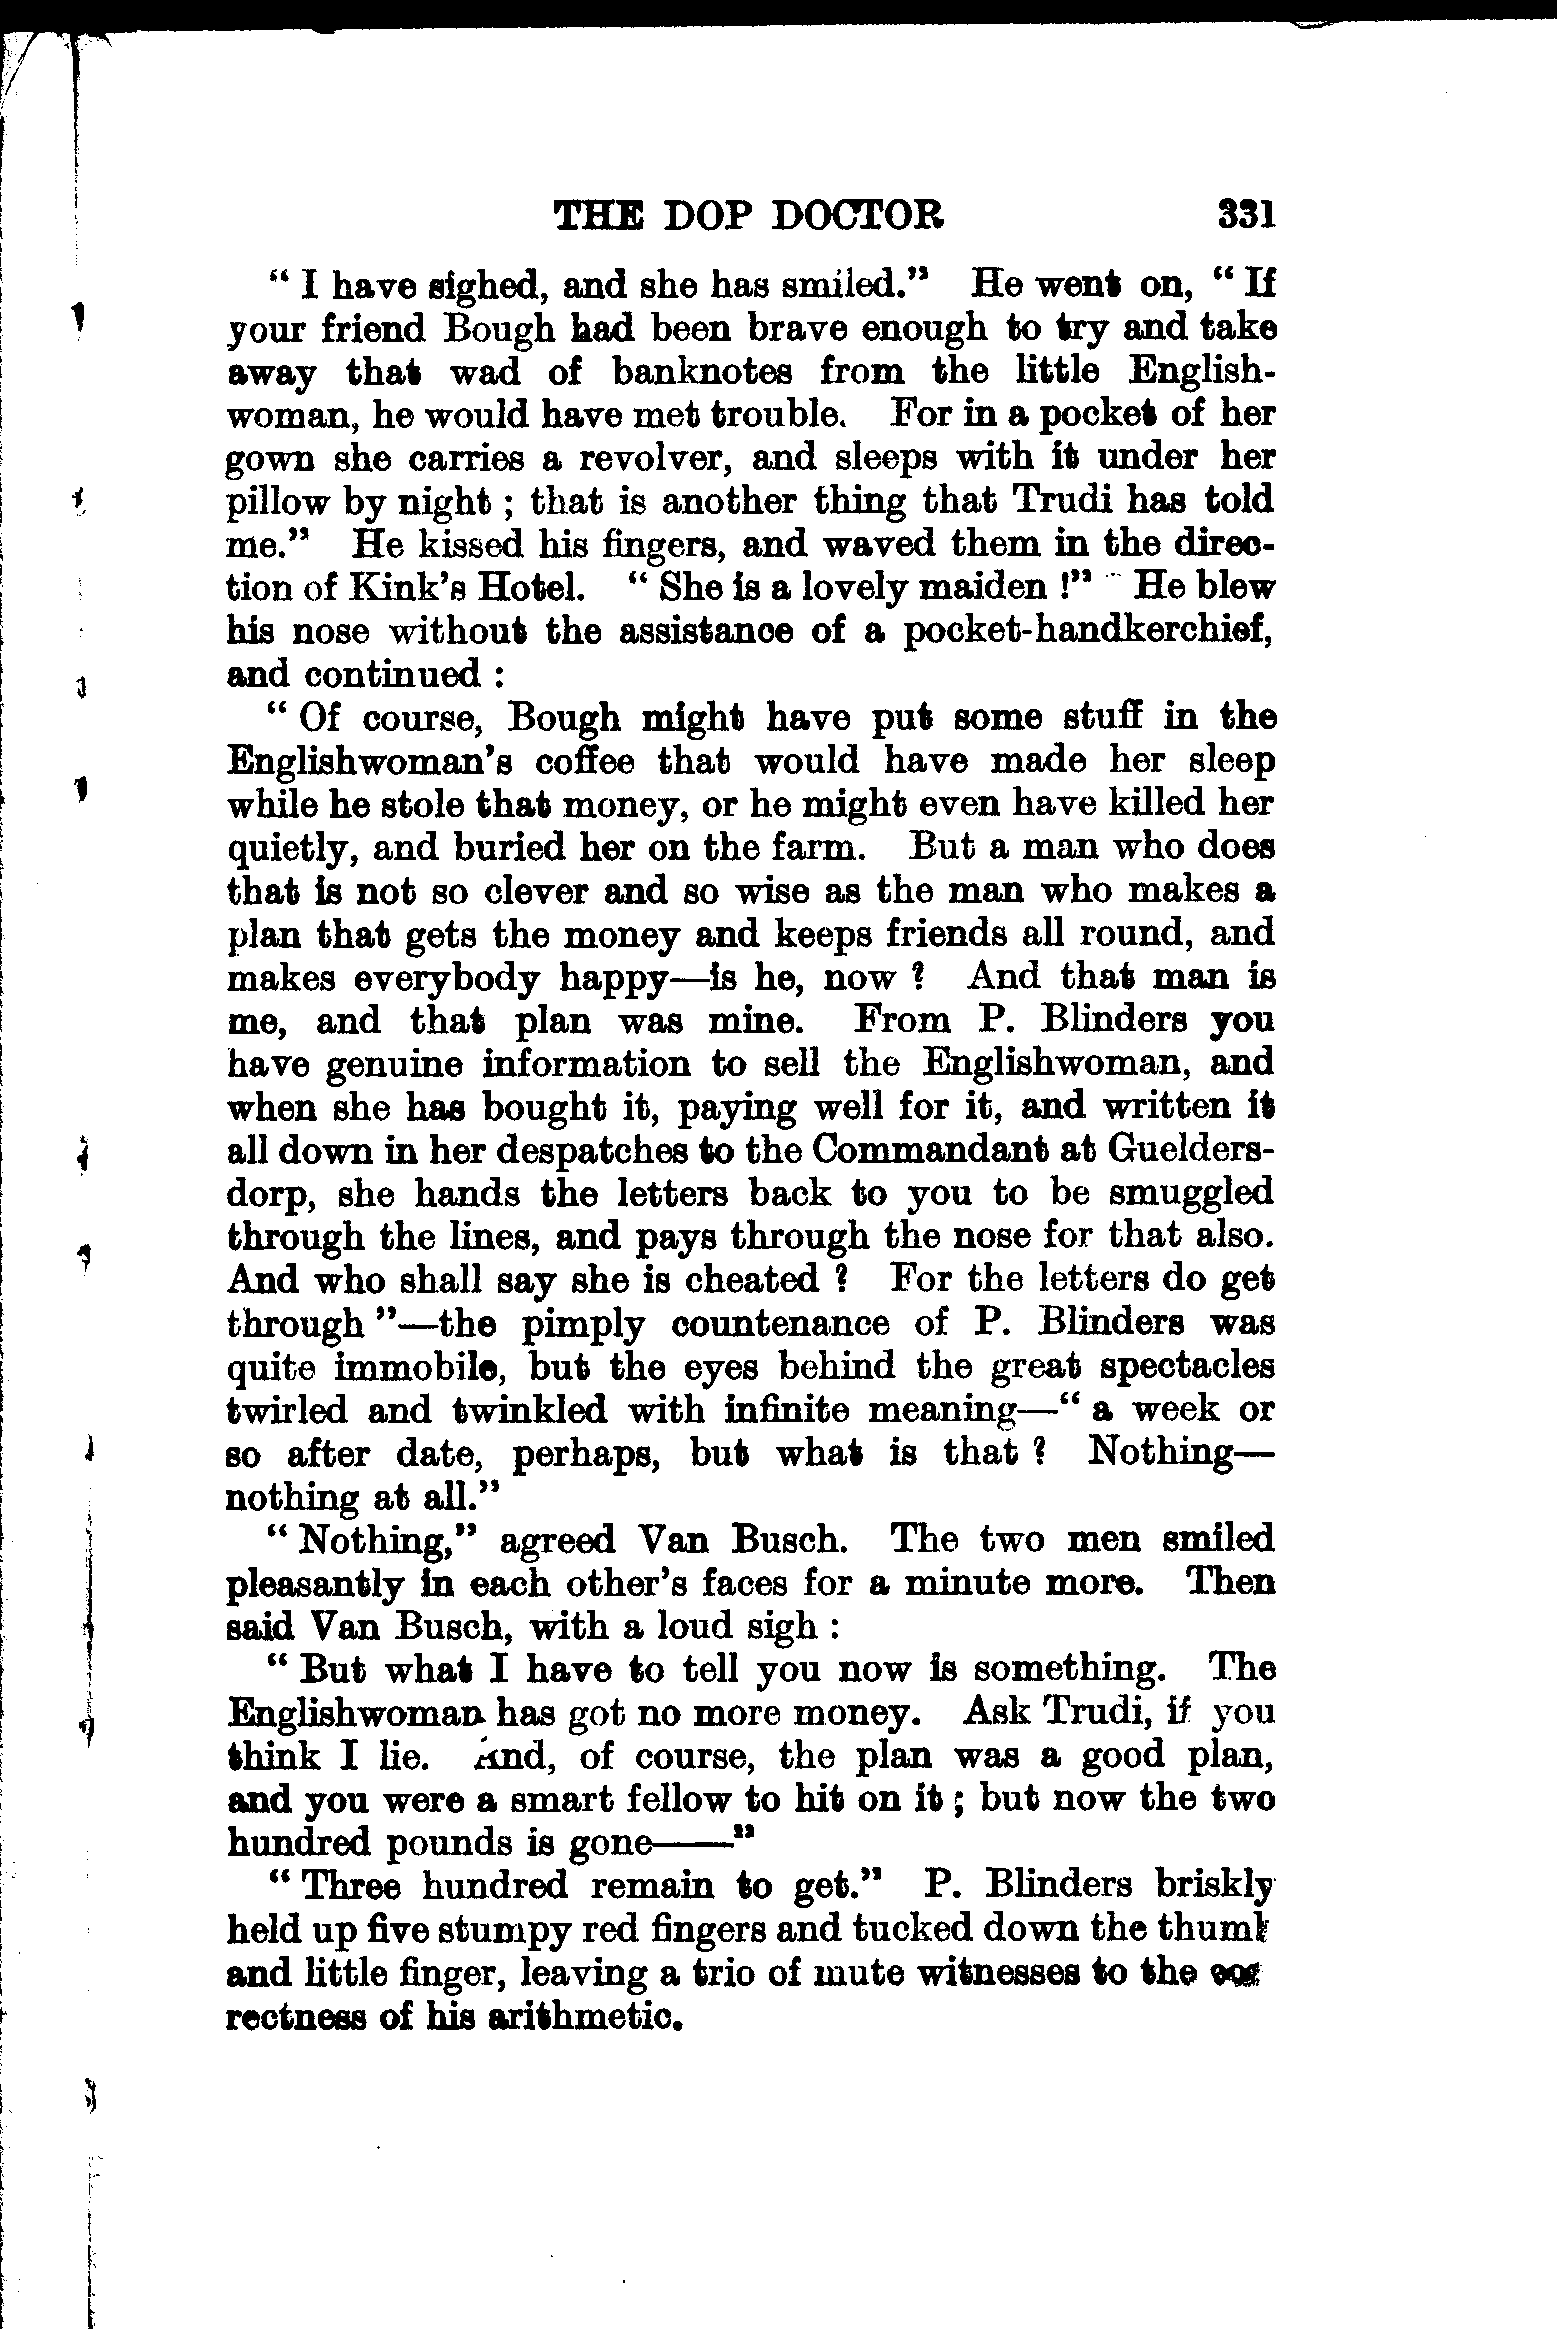 THE DOP DOCTOR 331
" I have sighed, and she has smiled." He went on, " If
your friend Bough had been brave enough to try and take
away that wad of banknotes from the little English-
woman, he would have met trouble. For in a pocket of her
gown she carries a revolver, and sleeps with it under her
pillow by night ; that is another thing that Trudi has told
me." He kissed his fingers, and waved them in the direc-
tion of Kink's Hotel. " She is a lovely maiden !" He blew
his nose without the assistance of a pocket-handkerchief,
and continued :
" Of course, Bough might have put some stuff in the
Englishwoman's coffee that would have made her sleep
while he stole that money, or he might even have killed her
quietly, and buried her on the farm. But a man who does
that is not so clever and so wise as the man who makes a
plan that gets the money and keeps friends all round, and
makes everybody happy—is he, now ? And that man is
me, and that plan was mine. From P. Blinders you
have genuine information to sell the Englishwoman, and
when she has bought it, paying well for it, and written it
all down in her despatches to the Commandant at Guelders-
dorp, she hands the letters back to you to be smuggled
through the lines, and pays through the nose for that also.
And who shall say she is cheated ? For the letters do get
through "—the pimply countenance of P. Blinders was
quite immobile, but the eyes behind the great spectacles
twirled and twinkled with infinite meaning—" a week or
so after date, perhaps, but what is that ? Nothing—
nothing at all."
" Nothing," agreed Van Busch. The two men smiled
pleasantly in each other's faces for a minute more. Then
said Van Busch, with a loud sigh :
" But what I have to tell you now is something. The
Englishwoman has got no more money. Ask Trudi, if you
think I lie. And, of course, the plan was a good plan,
and you were a smart fellow to hit on it ; but now the two
hundred pounds is gone——"
" Three hundred remain to get." P. Blinders briskly
held up five stumpy red fingers and tucked down the thumb
and little finger, leaving a trio of mute witnesses to the
rectness of his arithmetic.